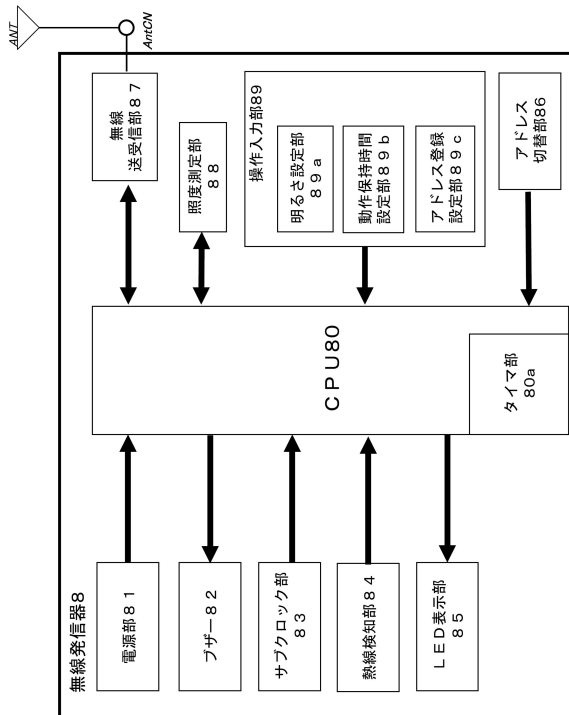 無線発信器8
電源部81
ブザー82
サブクロック部
83
熱線検知部84
LED表示部
85
CPU80
タイマ部
80a
ANT
AntCN
無線
送受信部87
照度測定部
88
操作入力部89
明るさ設定部
89a
動作保持時間
設定部89b
アドレス登録
設定部89c
アドレス
切替部86